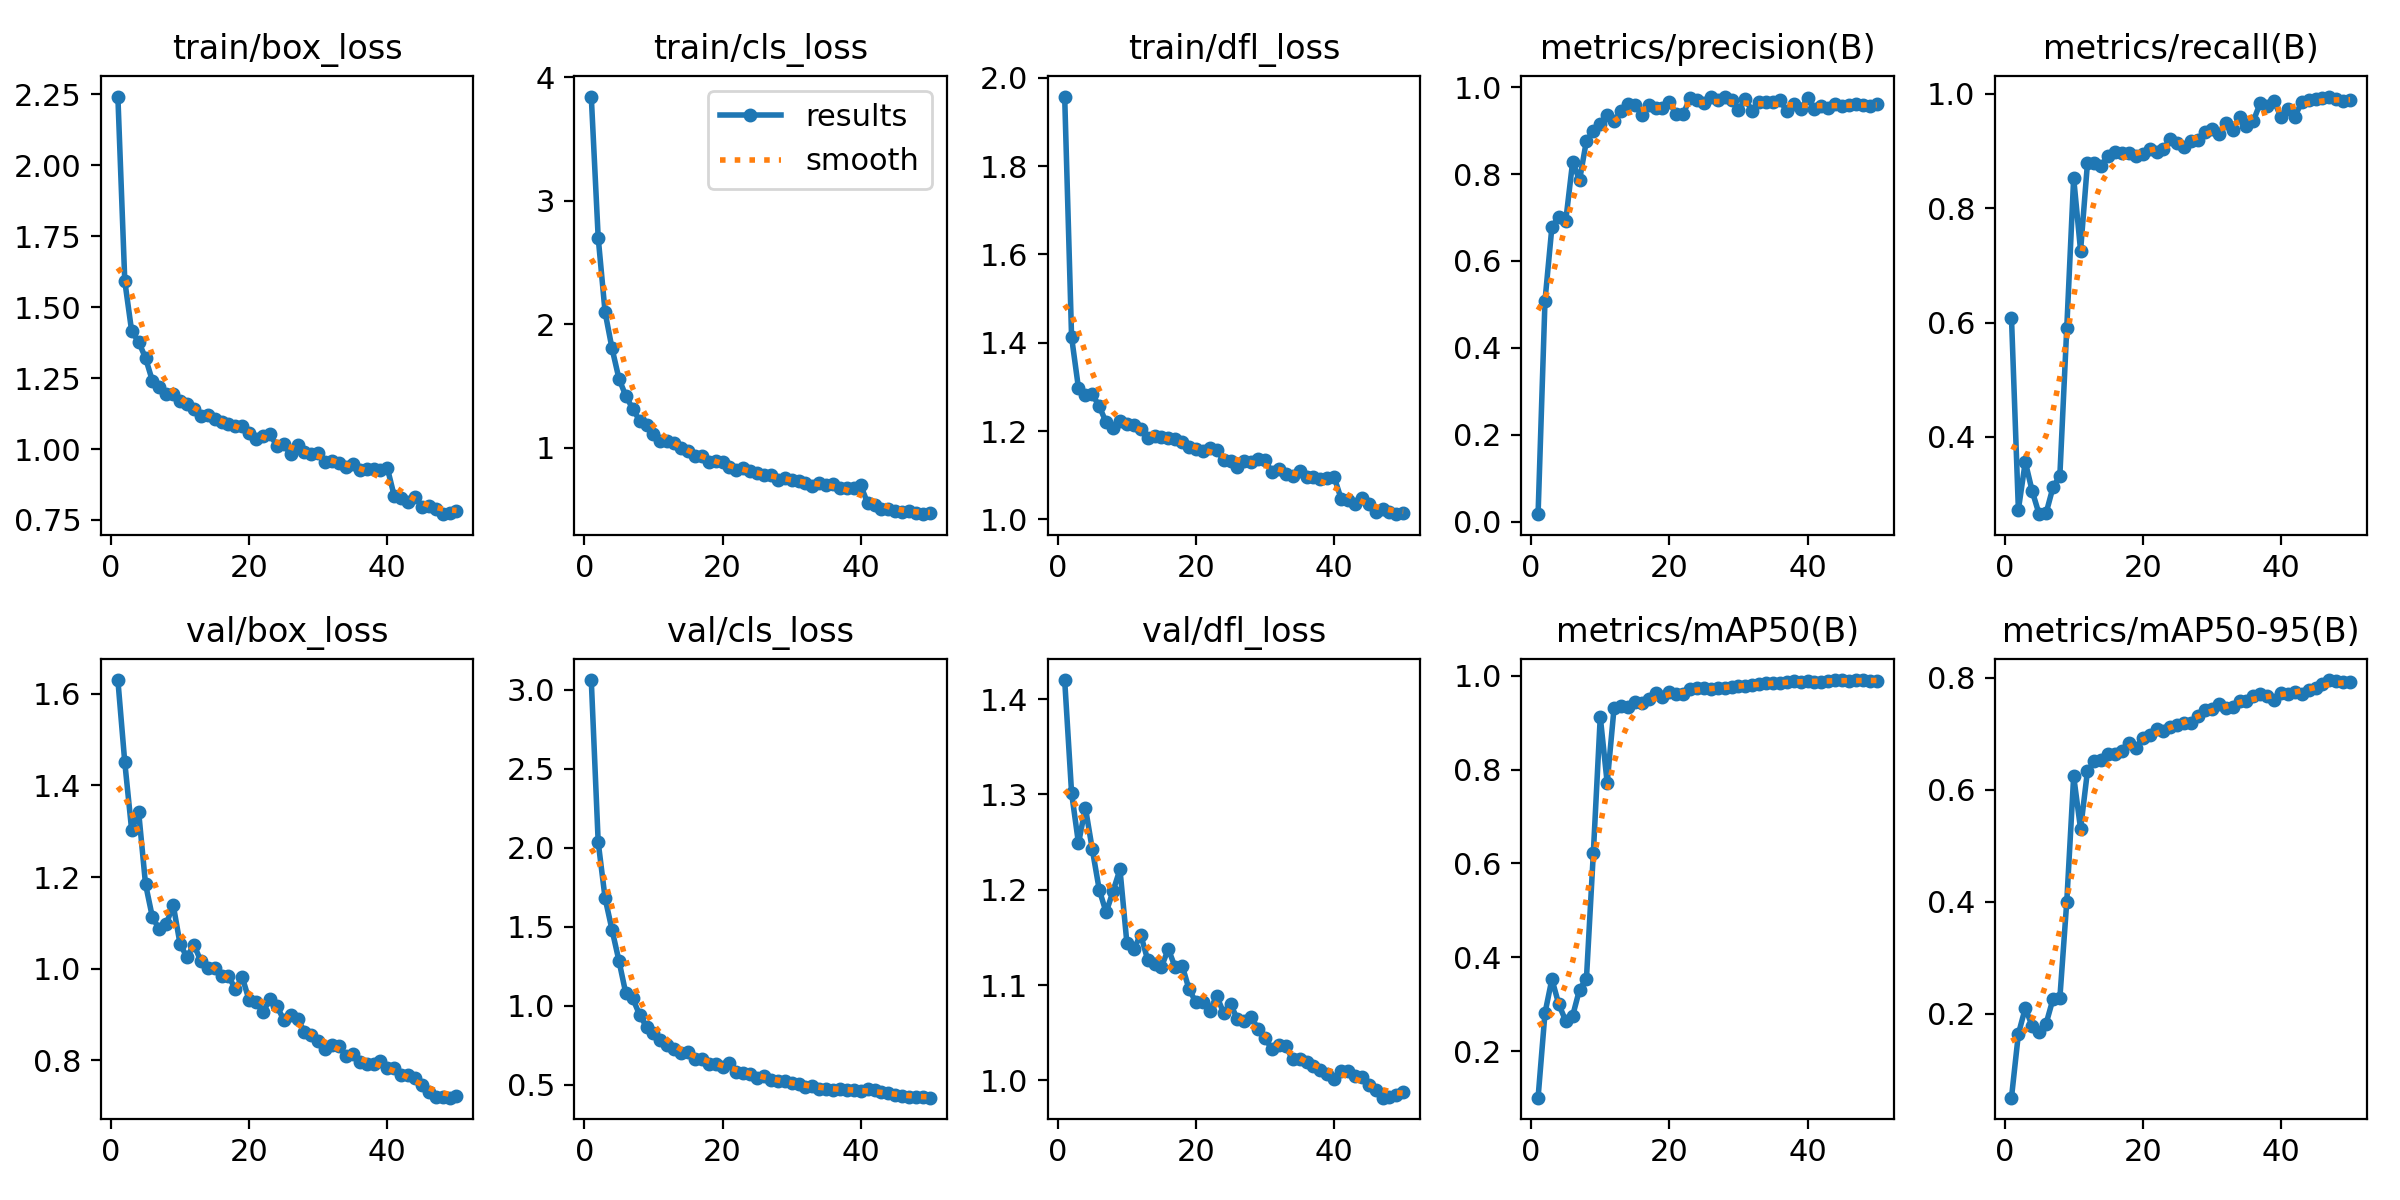 train/box_loss
2.25
2.00
1.75
1.50
1.25
1.00
0.75
0 20 40
train/cls_loss
results
smooth
4
3
2
1
0 20 40
train/dfl_loss
2.0
1.8
1.6
1.4
1.2
1.0
0 20 40
metrics/precision(B)
1.0
0.8
0.6
0.4
0.2
0.0
0 20 40
metrics/recall(B)
1.0
0.8
0.6
0.4
0 20 40
val/box_loss
1.6
1.4
1.2
1.0
0.8
0 20 40
val/cls_loss
3.0
2.5
2.0
1.5
1.0
0.5
0 20 40
val/dfl_loss
1.4
1.3
1.2
1.1
1.0
0 20 40
metrics/mAP50(B)
1.0
0.8
0.6
0.4
0.2
0 20 40
metrics/mAP50-95(B)
0.8
0.6
0.4
0.2
0 20 40